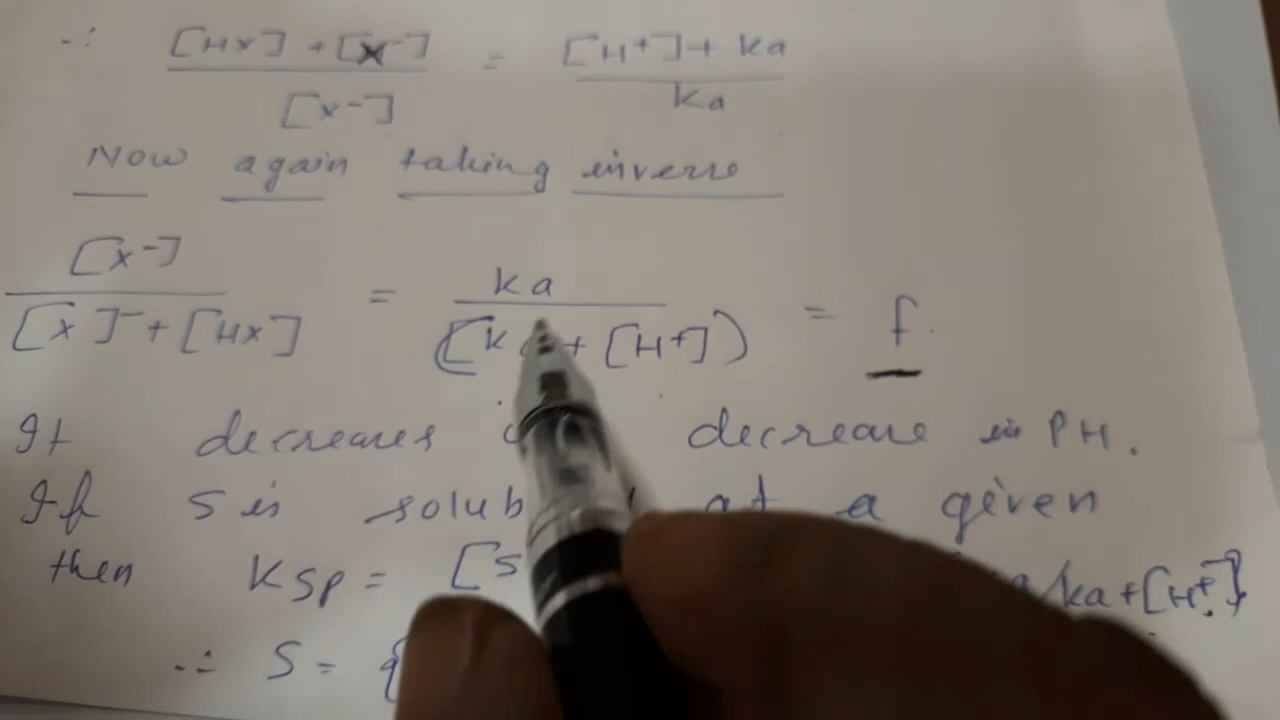 ∴ [HX] + [X-] / [X-] = [H+] + ka / ka
Now again taking inverse
[X-] / [X]- + [HX] = ka / ([k + [H+]) = f.
It decreases decrease in PH.
If S is at a given
then KSP = [S ka+[H+]}
∴ S = {